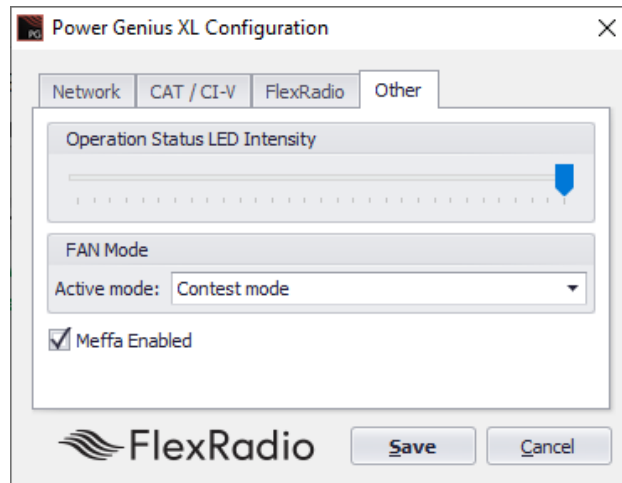 PG
Power Genius XL Configuration
Network CAT / CI-V FlexRadio Other
Operation Status LED Intensity
FAN Mode
Active mode: Contest mode
Meffa Enabled
FlexRadio Save Cancel